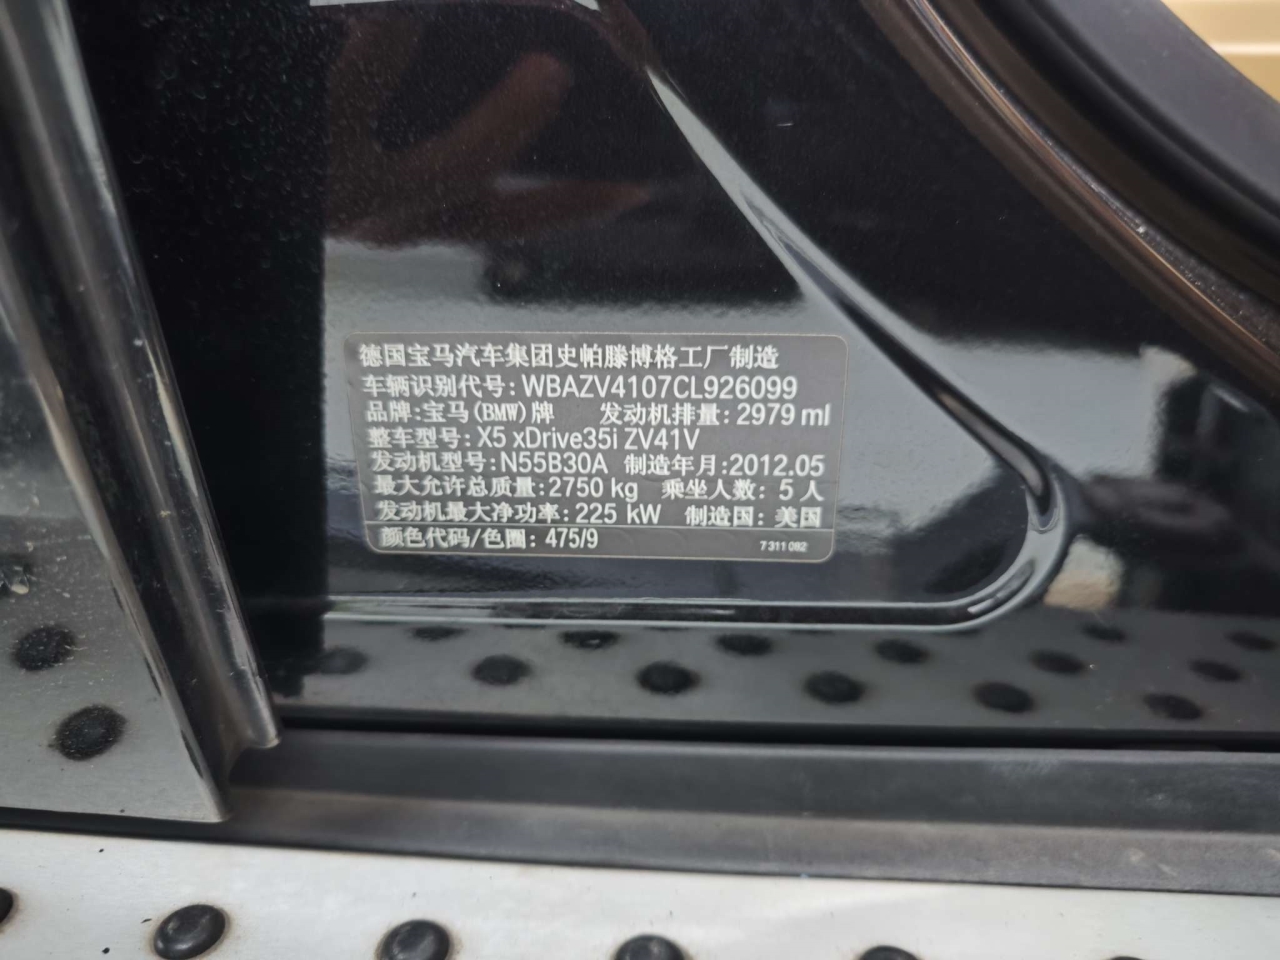 德国宝马汽车集团史帕滕博格工厂制造
车辆识别代号: WBAZV4107CL926099
品牌: 宝马(BMW)牌 发动机排量: 2979 ml
整车型号: X5 xDrive35i ZV41V
发动机型号: N55B30A 制造年月: 2012.05
最大允许总质量: 2750 kg 乘坐人数: 5 人
发动机最大净功率: 225 kW 制造国: 美国
颜色代码/色圈: 475/9 7311082